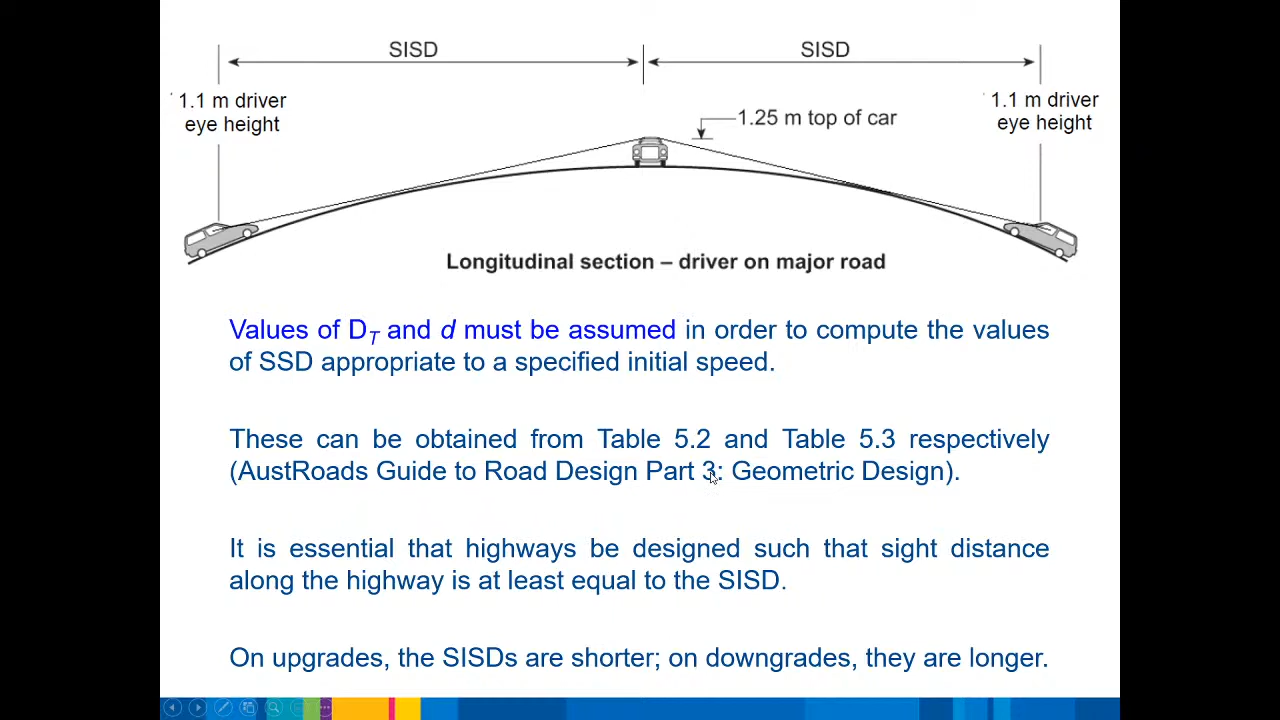 SISD
SISD
1.1 m driver
eye height
1.1 m driver
eye height
1.25 m top of car
Longitudinal section – driver on major road
Values of D_T and d must be assumed in order to compute the values
of SSD appropriate to a specified initial speed.
These can be obtained from Table 5.2 and Table 5.3 respectively
(AustRoads Guide to Road Design Part 3: Geometric Design).
It is essential that highways be designed such that sight distance
along the highway is at least equal to the SISD.
On upgrades, the SISDs are shorter; on downgrades, they are longer.